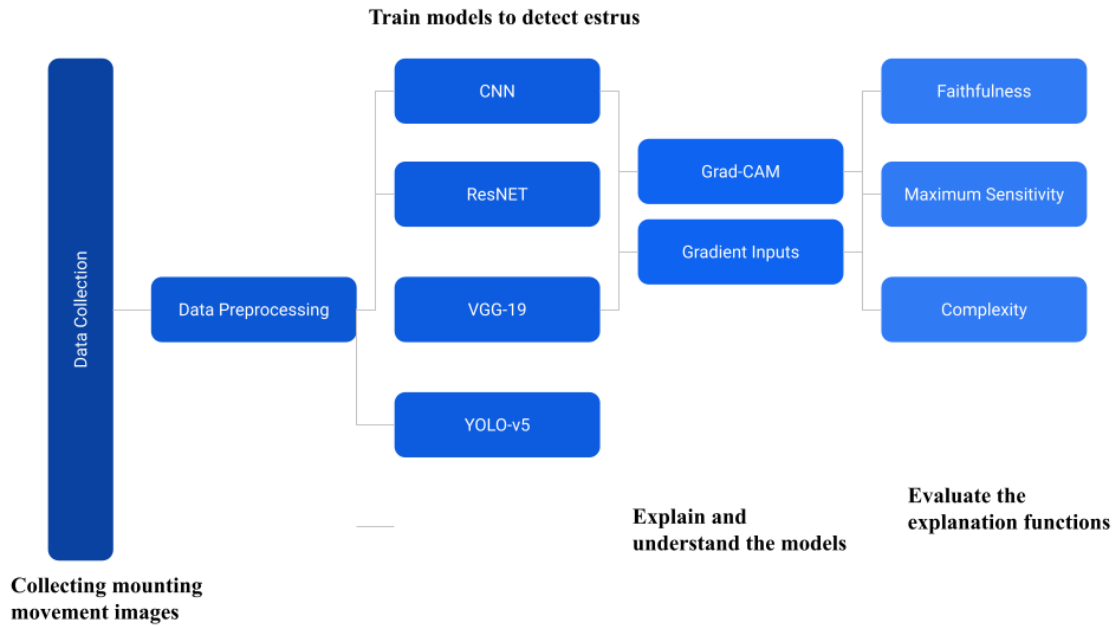 Train models to detect estrus
Data Collection
Data Preprocessing
CNN
ResNET
VGG-19
YOLO-v5
Grad-CAM
Gradient Inputs
Faithfulness
Maximum Sensitivity
Complexity
Explain and
understand the models
Evaluate the
explanation functions
Collecting mounting
movement images